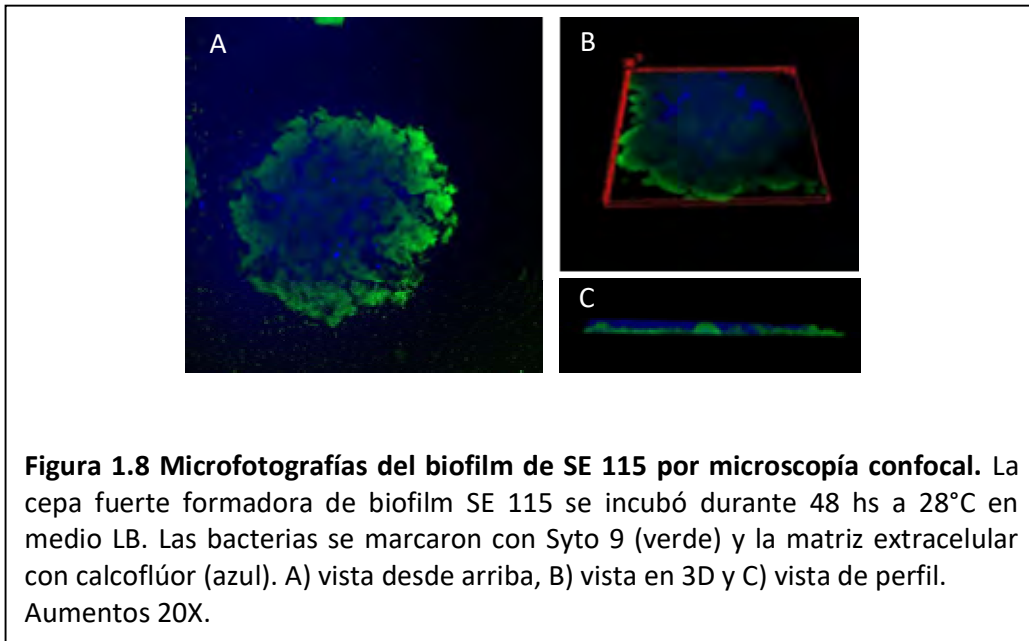 A
B
C
Figura 1.8 Microfotografías del biofilm de SE 115 por microscopía confocal. La
cepa fuerte formadora de biofilm SE 115 se incubó durante 48 hs a 28°C en
medio LB. Las bacterias se marcaron con Syto 9 (verde) y la matriz extracelular
con calcoflúor (azul). A) vista desde arriba, B) vista en 3D y C) vista de perfil.
Aumentos 20X.